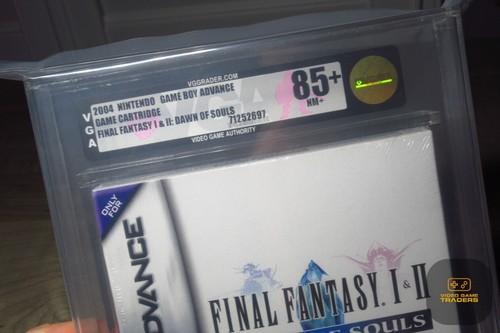 VGGRADER.COM
2004 NINTENDO GAME BOY ADVANCE
GAME CARTRIDGE
FINAL FANTASY I & II: DAWN OF SOULS
71252697
85+
NM+
VGA
VIDEO GAME AUTHORITY
ONLY FOR
ADVANCE
FINAL FANTASY. I & II
SOULS
VIDEO GAME
TRADERS